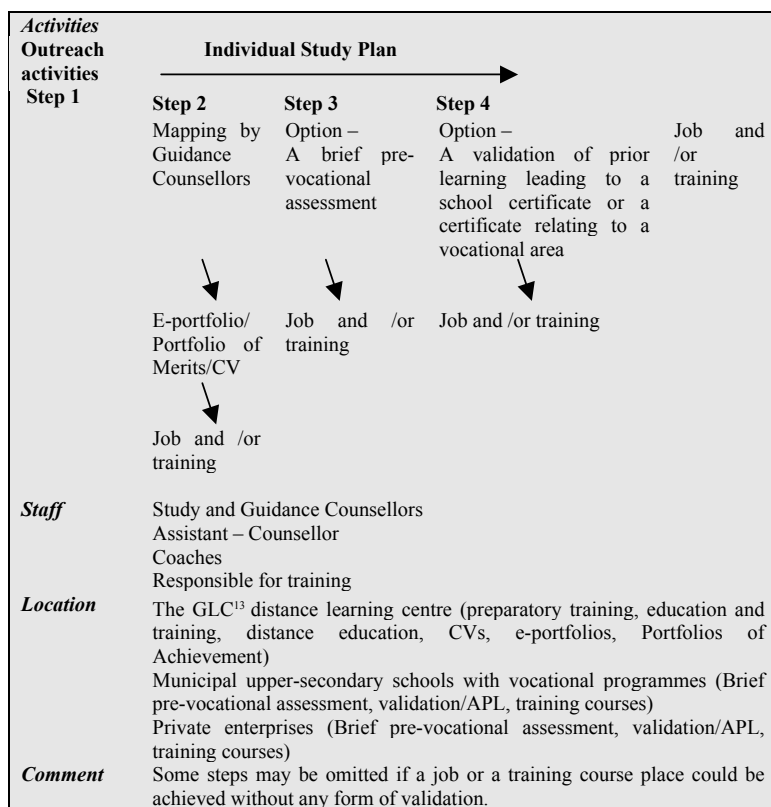 Activities
Outreach
activities
Step 1
Individual Study Plan
Step 2
Mapping by
Guidance
Counsellors
Step 3
Option –
A brief pre-
vocational
assessment
Step 4
Option –
A validation of prior
learning leading to a
school certificate or a
certificate relating to a
vocational area
Job and
/or
training
E-portfolio/
Portfolio of
Merits/CV
Job and /or
training
Job and /or training
Job and /or
training
Staff
Study and Guidance Counsellors
Assistant – Counsellor
Coaches
Responsible for training
Location
The GLC¹³ distance learning centre (preparatory training, education and
training, distance education, CVs, e-portfolios, Portfolios of
Achievement)
Municipal upper-secondary schools with vocational programmes (Brief
pre-vocational assessment, validation/APL, training courses)
Private enterprises (Brief pre-vocational assessment, validation/APL,
training courses)
Comment
Some steps may be omitted if a job or a training course place could be
achieved without any form of validation.